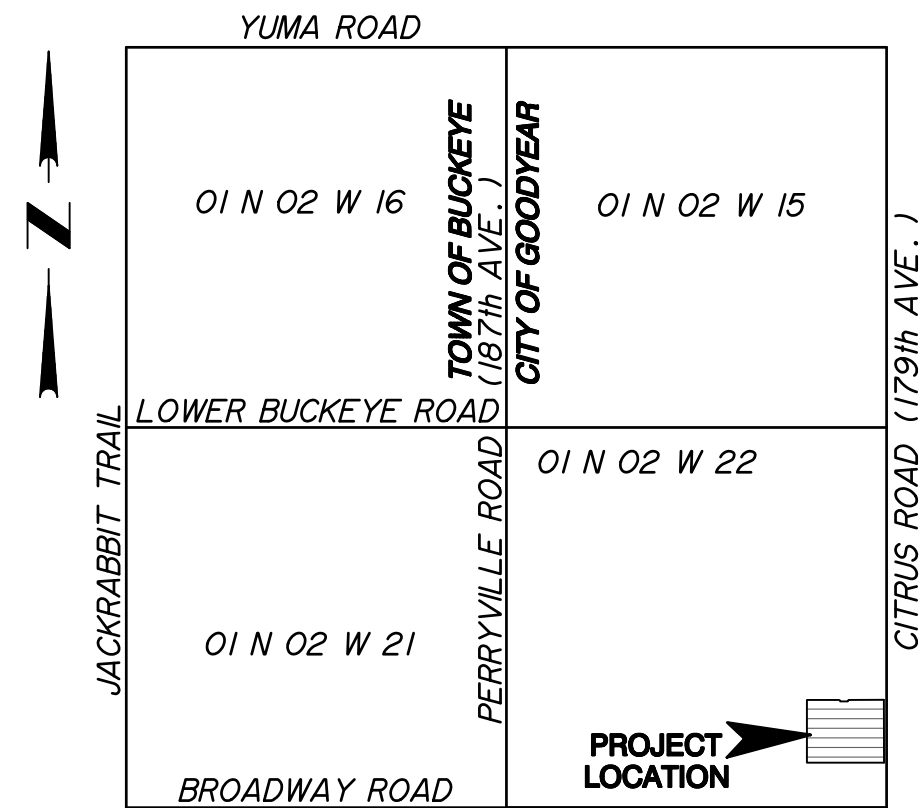 YUMA ROAD
N
01 N 02 W 16
TOWN OF BUCKEYE
(187th AVE.)
CITY OF GOODYEAR
01 N 02 W 15
CITRUS ROAD (179th AVE.)
LOWER BUCKEYE ROAD
JACKRABBIT TRAIL
PERRYVILLE ROAD
01 N 02 W 22
01 N 02 W 21
PROJECT
LOCATION
BROADWAY ROAD